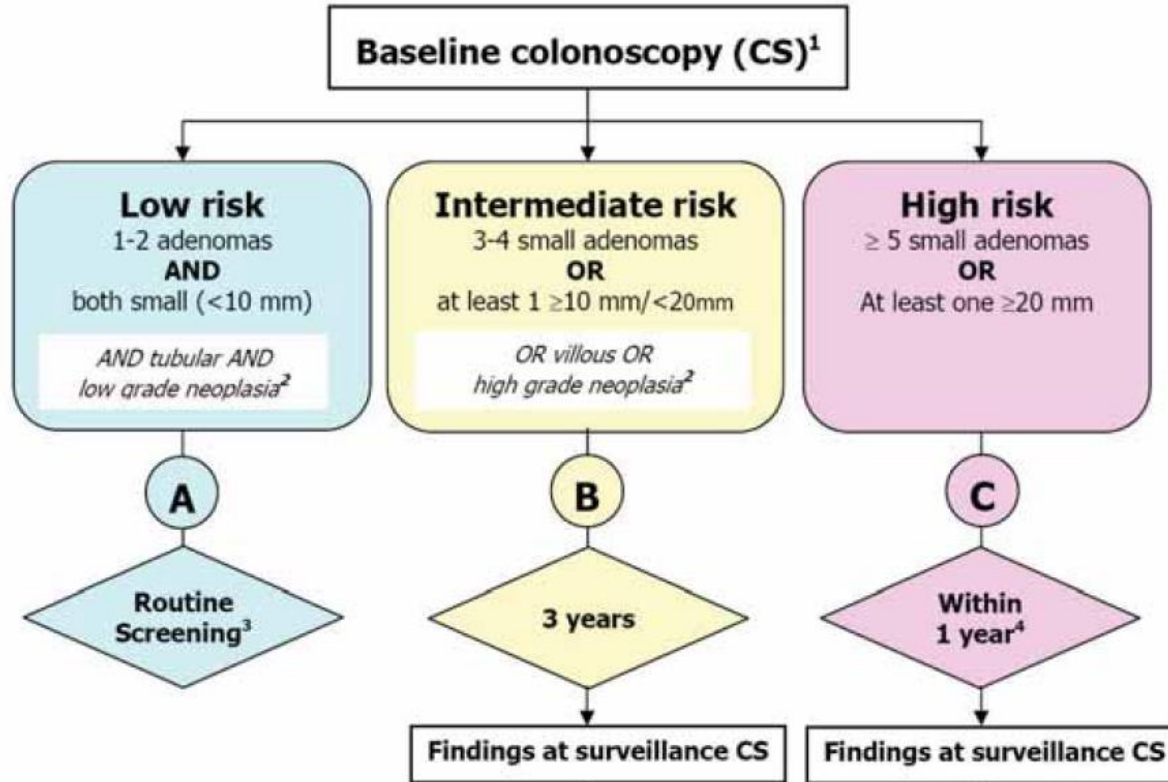 Baseline colonoscopy (CS)¹
Low risk
1-2 adenomas
AND
both small (<10 mm)
AND tubular AND
low grade neoplasia²
A
Routine
Screening³
Intermediate risk
3-4 small adenomas
OR
at least 1 ≥10 mm/<20mm
OR villous OR
high grade neoplasia²
B
3 years
Findings at surveillance CS
High risk
≥ 5 small adenomas
OR
At least one ≥20 mm
C
Within
1 year⁴
Findings at surveillance CS